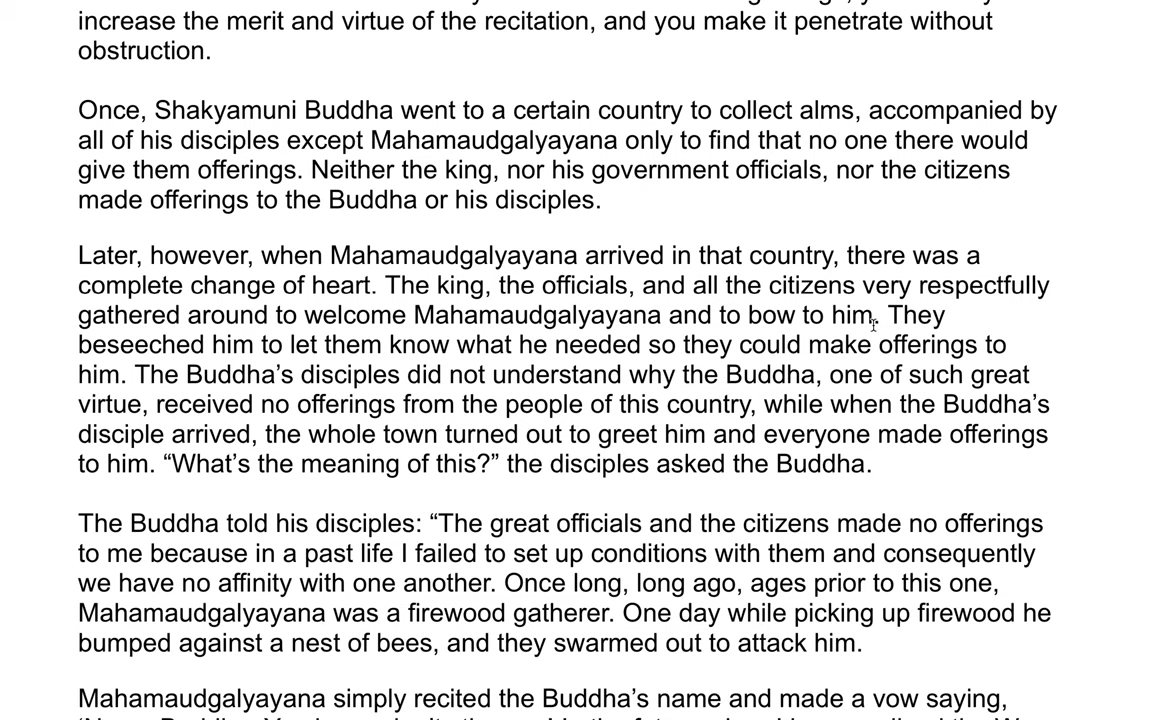 increase the merit and virtue of the recitation, and you make it penetrate without
obstruction.
Once, Shakyamuni Buddha went to a certain country to collect alms, accompanied by
all of his disciples except Mahamaudgalyayana only to find that no one there would
give them offerings. Neither the king, nor his government officials, nor the citizens
made offerings to the Buddha or his disciples.
Later, however, when Mahamaudgalyayana arrived in that country, there was a
complete change of heart. The king, the officials, and all the citizens very respectfully
gathered around to welcome Mahamaudgalyayana and to bow to him. They
beseeched him to let them know what he needed so they could make offerings to
him. The Buddha’s disciples did not understand why the Buddha, one of such great
virtue, received no offerings from the people of this country, while when the Buddha’s
disciple arrived, the whole town turned out to greet him and everyone made offerings
to him. “What’s the meaning of this?” the disciples asked the Buddha.
The Buddha told his disciples: “The great officials and the citizens made no offerings
to me because in a past life I failed to set up conditions with them and consequently
we have no affinity with one another. Once long, long ago, ages prior to this one,
Mahamaudgalyayana was a firewood gatherer. One day while picking up firewood he
bumped against a nest of bees, and they swarmed out to attack him.
Mahamaudgalyayana simply recited the Buddha’s name and made a vow saying,